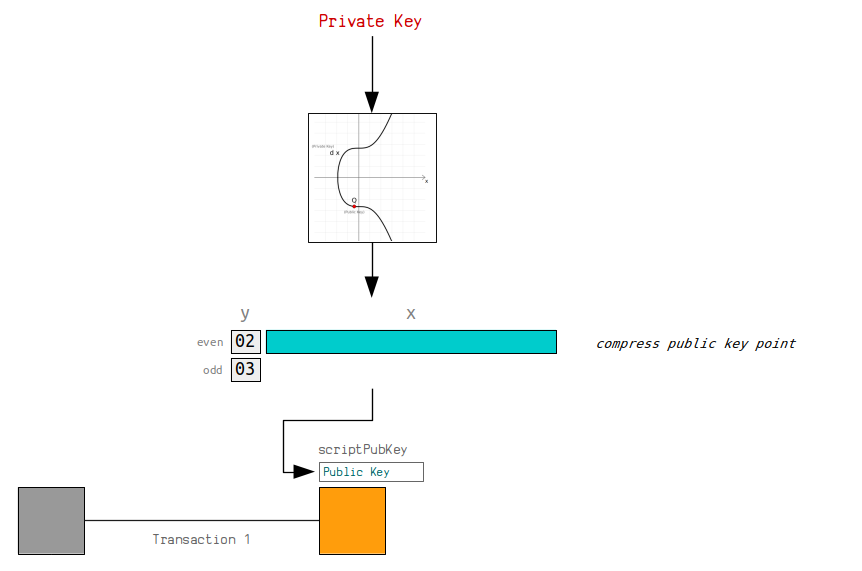 Private Key
(Private Key)
d x
x
Q
(Public Key)
y x
even 02
compress public key point
odd 03
scriptPubKey
Public Key
Transaction 1